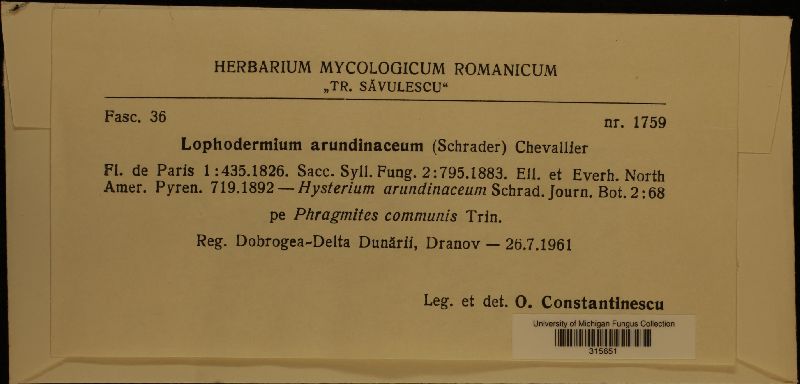 HERBARIUM MYCOLOGICUM ROMANICUM
„TR. SĂVULESCU“
Fasc. 36
nr. 1759
Lophodermium arundinaceum (Schrader) Chevallier
Fl. de Paris 1:435.1826. Sacc. Syll. Fung. 2:795.1883. Ell. et Everh. North
Amer. Pyren. 719.1892 — Hysterium arundinaceum Schrad. Journ. Bot. 2:68
pe Phragmites communis Trin.
Reg. Dobrogea-Delta Dunării, Dranov — 26.7.1961
Leg. et det. O. Constantinescu
University of Michigan Fungus Collection
315651